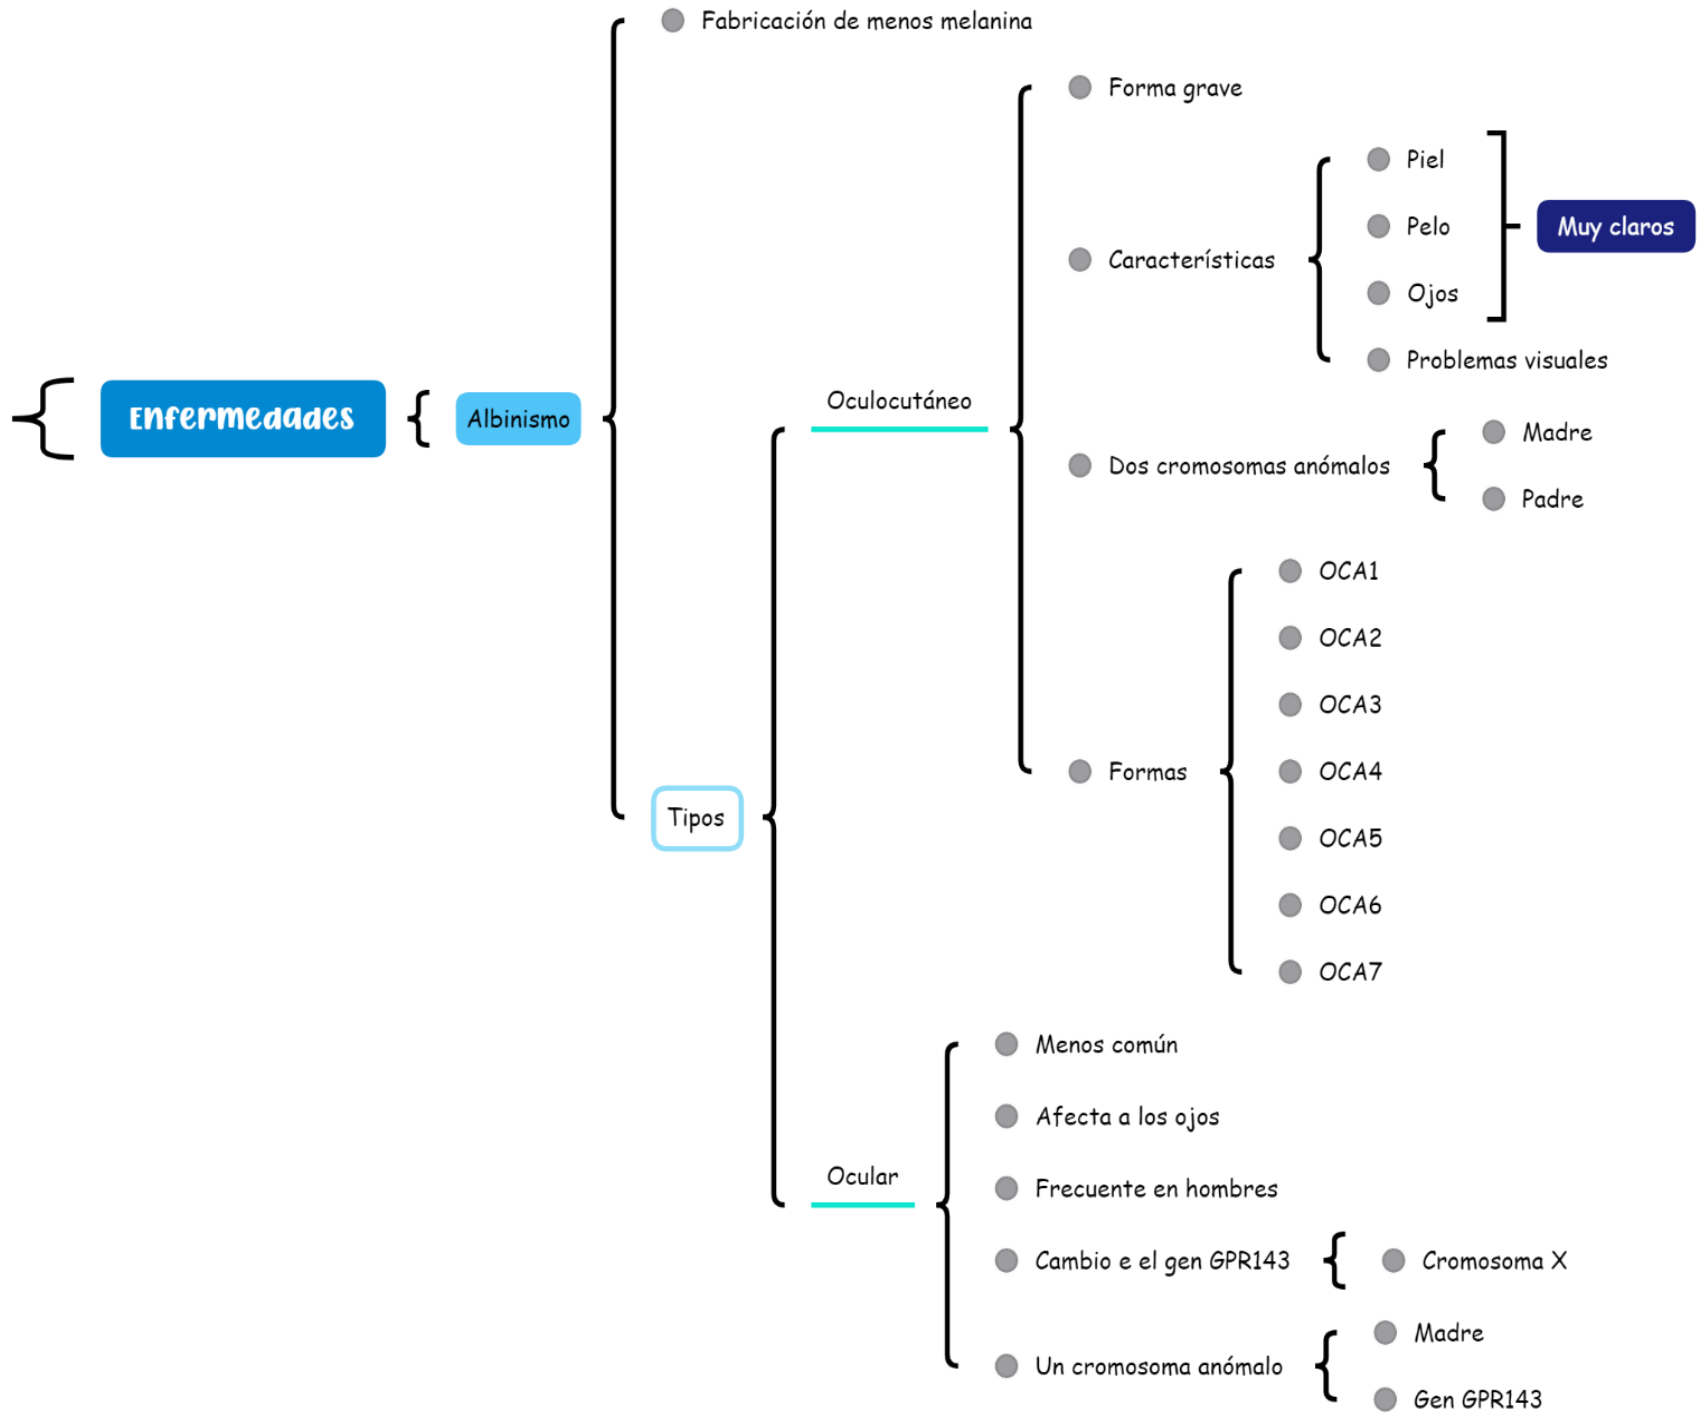 Enfermedades
Albinismo
Fabricación de menos melanina
Tipos
Oculocutáneo
Forma grave
Características
Piel
Pelo
Ojos
Muy claros
Problemas visuales
Dos cromosomas anómalos
Madre
Padre
Formas
OCA1
OCA2
OCA3
OCA4
OCA5
OCA6
OCA7
Ocular
Menos común
Afecta a los ojos
Frecuente en hombres
Cambio e el gen GPR143
Cromosoma X
Un cromosoma anómalo
Madre
Gen GPR143